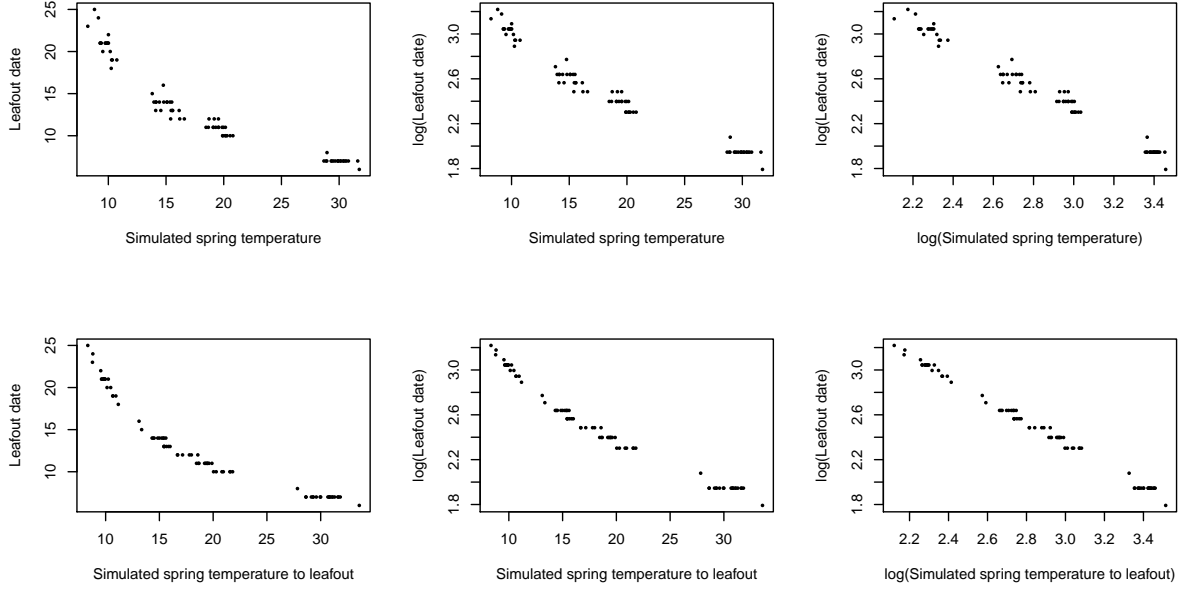 Leafout date
25
20
15
10
10 15 20 25 30
Simulated spring temperature
log(Leafout date)
3.0
2.6
2.2
1.8
10 15 20 25 30
Simulated spring temperature
log(Leafout date)
3.0
2.6
2.2
1.8
2.2 2.4 2.6 2.8 3.0 3.2 3.4
log(Simulated spring temperature)
Leafout date
25
20
15
10
10 15 20 25 30
Simulated spring temperature to leafout
log(Leafout date)
3.0
2.6
2.2
1.8
10 15 20 25 30
Simulated spring temperature to leafout
log(Leafout date)
3.0
2.6
2.2
1.8
2.2 2.4 2.6 2.8 3.0 3.2 3.4
log(Simulated spring temperature to leafout)